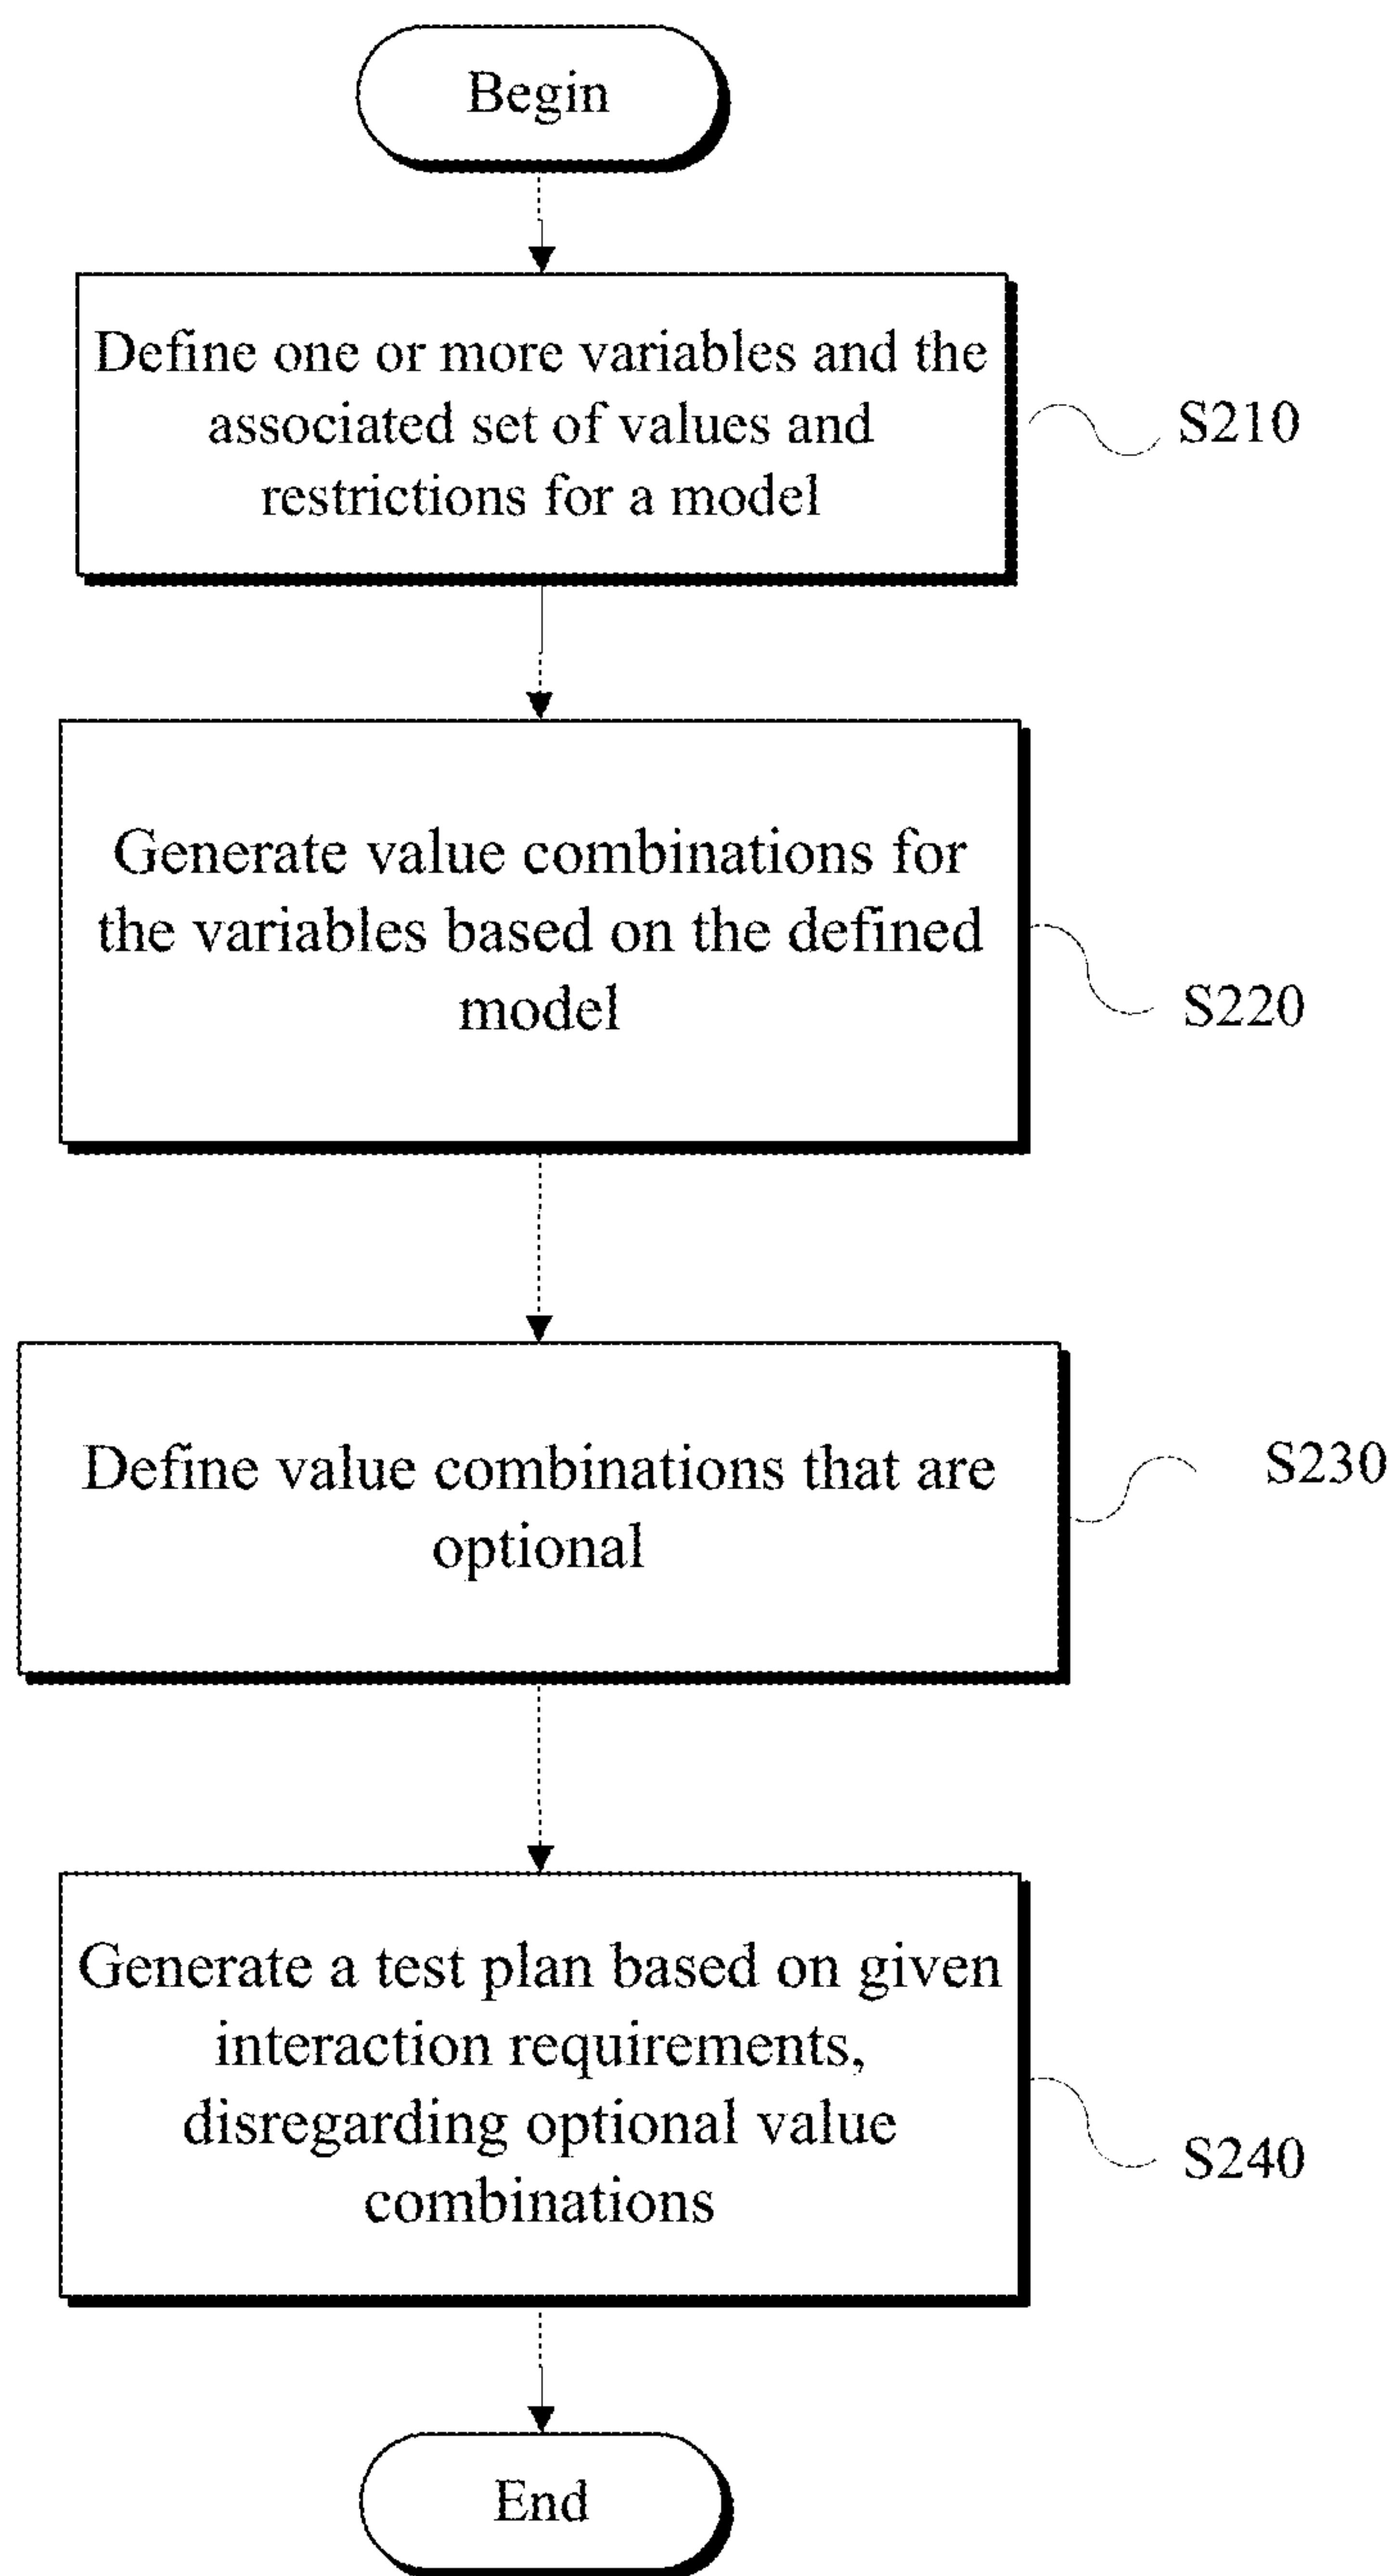 Begin
Define one or more variables and the
associated set of values and
restrictions for a model
S210
Generate value combinations for
the variables based on the defined
model
S220
Define value combinations that are
optional
S230
Generate a test plan based on given
interaction requirements,
disregarding optional value
combinations
S240
End